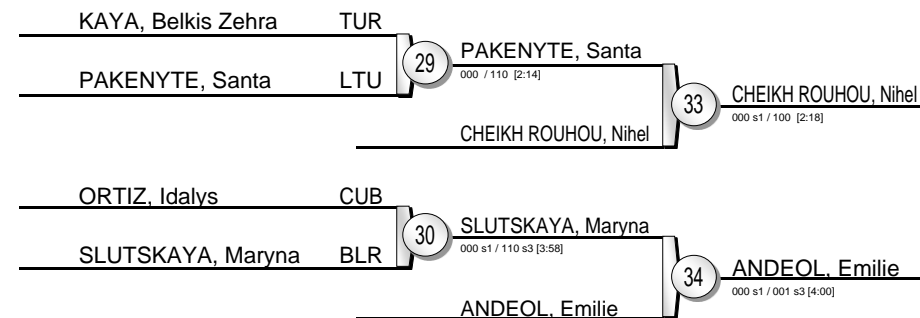 KAYA, Belkis Zehra TUR
29
PAKENYTE, Santa
000 / 110 [2:14]
PAKENYTE, Santa LTU
33
CHEIKH ROUHOU, Nihel
000 s1 / 100 [2:18]
CHEIKH ROUHOU, Nihel
ORTIZ, Idalys CUB
30
SLUTSKAYA, Maryna
000 s1 / 110 s3 [3:58]
SLUTSKAYA, Maryna BLR
34
ANDEOL, Emilie
000 s1 / 001 s3 [4:00]
ANDEOL, Emilie